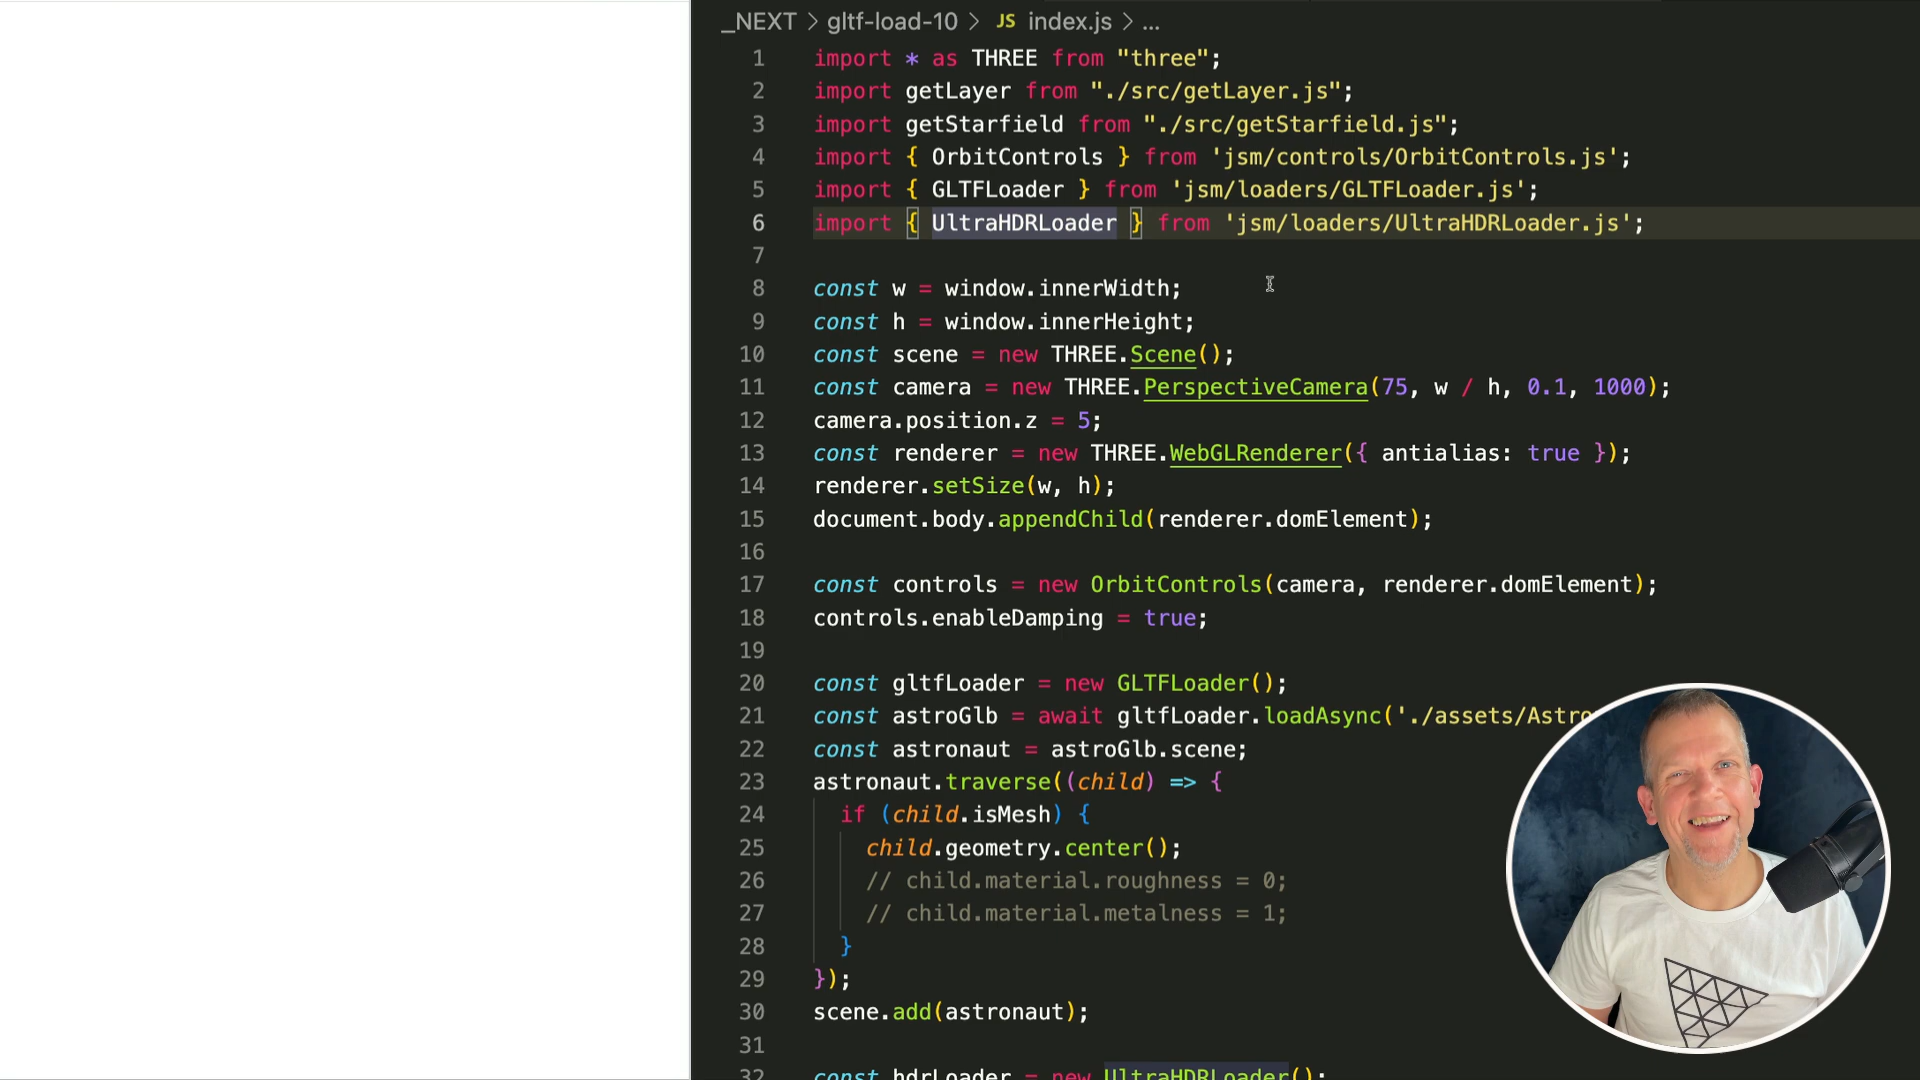 _NEXT > gltf-load-10 > JS index.js > ...
1 import * as THREE from "three";
2 import getLayer from "./src/getLayer.js";
3 import getStarfield from "./src/getStarfield.js";
4 import { OrbitControls } from 'jsm/controls/OrbitControls.js';
5 import { GLTFLoader } from 'jsm/loaders/GLTFLoader.js';
6 import { UltraHDRLoader } from 'jsm/loaders/UltraHDRLoader.js';
7
8 const w = window.innerWidth;
9 const h = window.innerHeight;
10 const scene = new THREE.Scene();
11 const camera = new THREE.PerspectiveCamera(75, w / h, 0.1, 1000);
12 camera.position.z = 5;
13 const renderer = new THREE.WebGLRenderer({ antialias: true });
14 renderer.setSize(w, h);
15 document.body.appendChild(renderer.domElement);
16
17 const controls = new OrbitControls(camera, renderer.domElement);
18 controls.enableDamping = true;
19
20 const gltfLoader = new GLTFLoader();
21 const astroGlb = await gltfLoader.loadAsync('./assets/Astro
22 const astronaut = astroGlb.scene;
23 astronaut.traverse((child) => {
24 if (child.isMesh) {
25 child.geometry.center();
26 // child.material.roughness = 0;
27 // child.material.metalness = 1;
28 }
29 });
30 scene.add(astronaut);
31
32 const hdrLoader = new UltraHDRLoader();